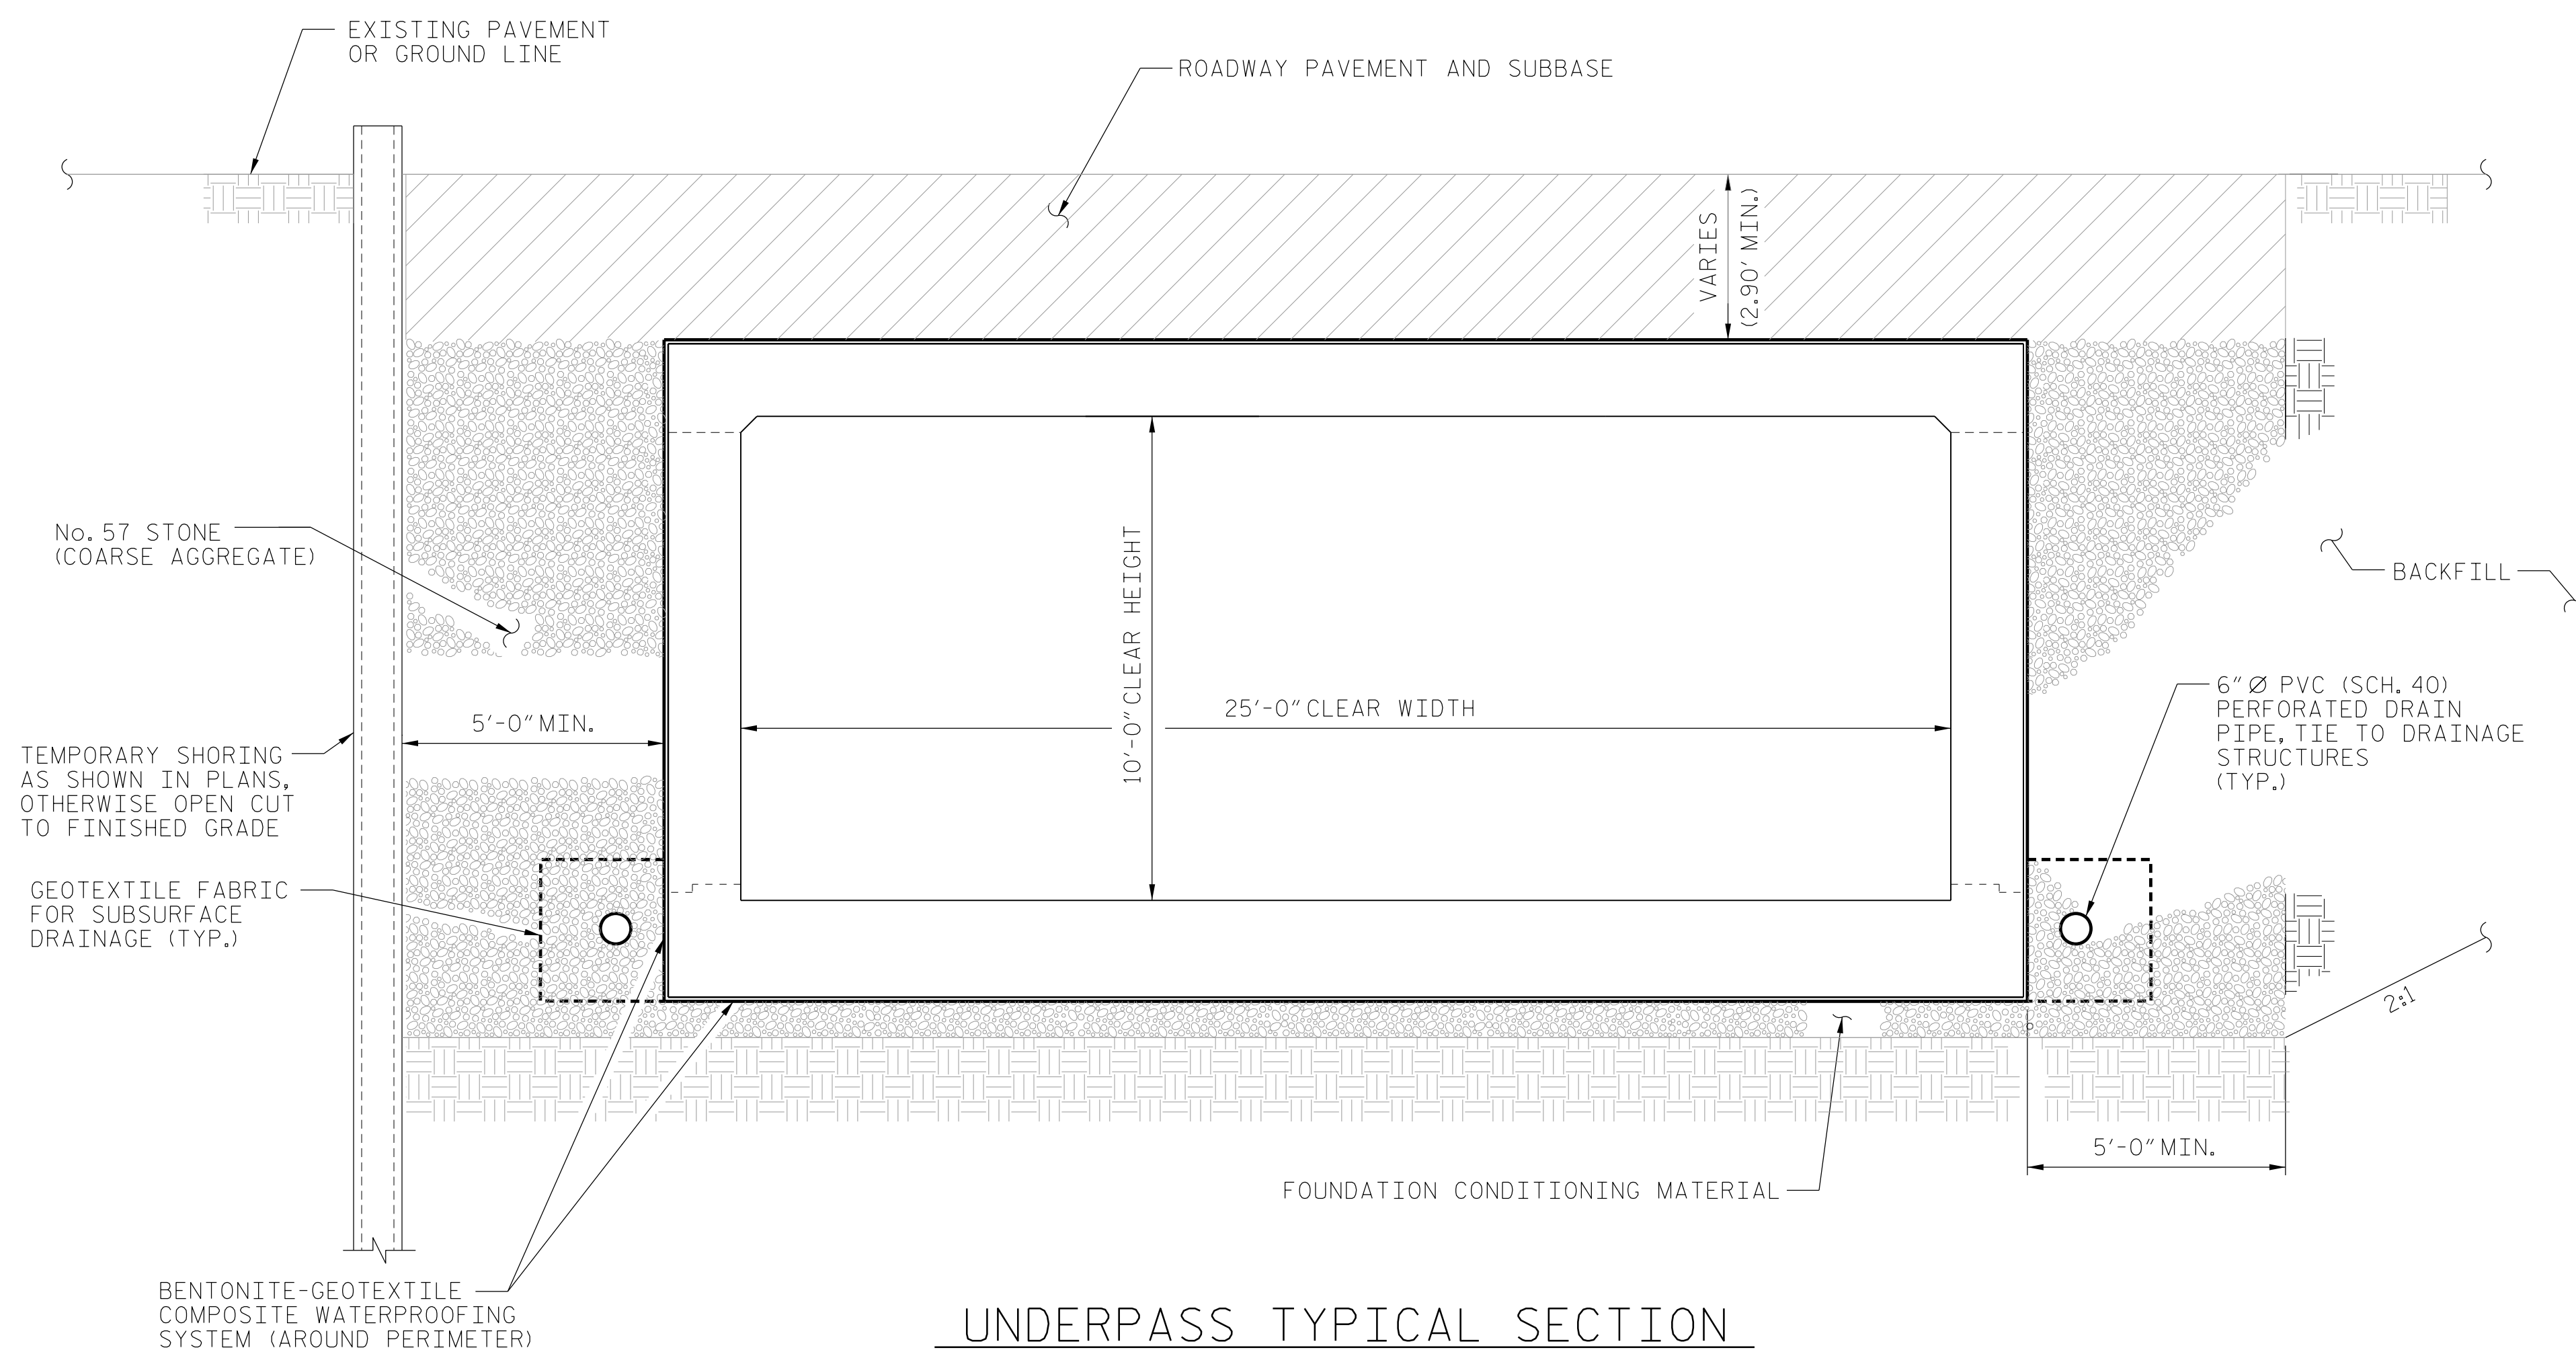 EXISTING PAVEMENT
OR GROUND LINE
ROADWAY PAVEMENT AND SUBBASE
VARIES
(2.90' MIN.)
No. 57 STONE
(COARSE AGGREGATE)
10'-0" CLEAR HEIGHT
BACKFILL
25'-0" CLEAR WIDTH
5'-0" MIN.
6" Ø PVC (SCH. 40)
PERFORATED DRAIN
PIPE, TIE TO DRAINAGE
STRUCTURES
(TYP.)
TEMPORARY SHORING
AS SHOWN IN PLANS,
OTHERWISE OPEN CUT
TO FINISHED GRADE
GEOTEXTILE FABRIC
FOR SUBSURFACE
DRAINAGE (TYP.)
2:1
5'-0" MIN.
FOUNDATION CONDITIONING MATERIAL
BENTONITE-GEOTEXTILE
COMPOSITE WATERPROOFING
SYSTEM (AROUND PERIMETER)
UNDERPASS TYPICAL SECTION